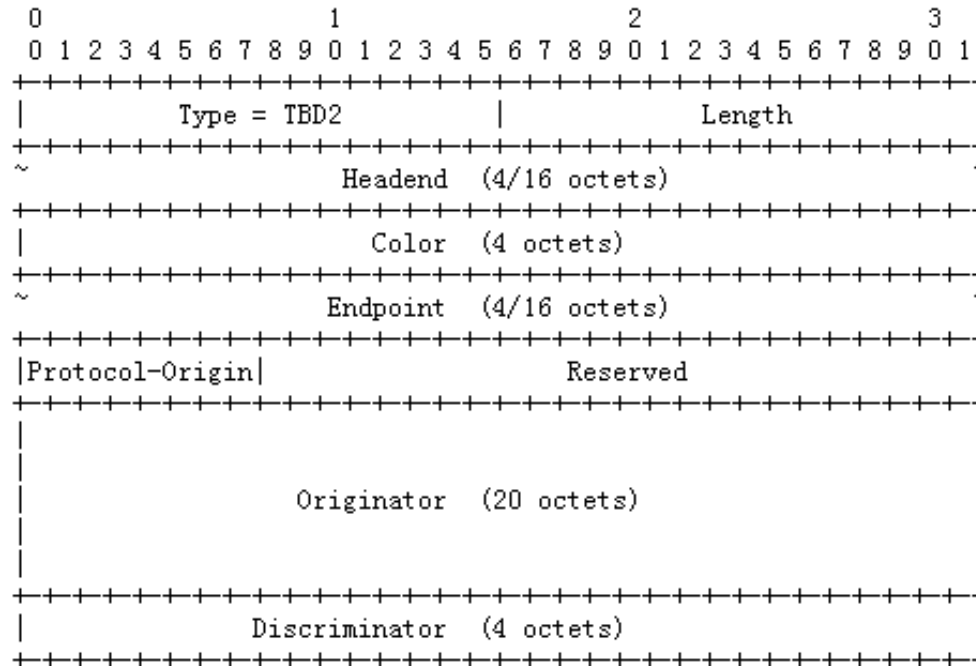 0                   1                   2                   3
0 1 2 3 4 5 6 7 8 9 0 1 2 3 4 5 6 7 8 9 0 1 2 3 4 5 6 7 8 9 0 1
+-+-+-+-+-+-+-+-+-+-+-+-+-+-+-+-+-+-+-+-+-+-+-+-+-+-+-+-+-+-+-+-
|          Type = TBD2          |             Length
+-+-+-+-+-+-+-+-+-+-+-+-+-+-+-+-+-+-+-+-+-+-+-+-+-+-+-+-+-+-+-+-
~                     Headend  (4/16 octets)                    ~
+-+-+-+-+-+-+-+-+-+-+-+-+-+-+-+-+-+-+-+-+-+-+-+-+-+-+-+-+-+-+-+-
|                       Color  (4 octets)
+-+-+-+-+-+-+-+-+-+-+-+-+-+-+-+-+-+-+-+-+-+-+-+-+-+-+-+-+-+-+-+-
~                    Endpoint  (4/16 octets)                    ~
+-+-+-+-+-+-+-+-+-+-+-+-+-+-+-+-+-+-+-+-+-+-+-+-+-+-+-+-+-+-+-+-
|Protocol-Origin|                    Reserved
+-+-+-+-+-+-+-+-+-+-+-+-+-+-+-+-+-+-+-+-+-+-+-+-+-+-+-+-+-+-+-+-
|
|
|                  Originator  (20 octets)
|
|
+-+-+-+-+-+-+-+-+-+-+-+-+-+-+-+-+-+-+-+-+-+-+-+-+-+-+-+-+-+-+-+-
|               Discriminator  (4 octets)
+-+-+-+-+-+-+-+-+-+-+-+-+-+-+-+-+-+-+-+-+-+-+-+-+-+-+-+-+-+-+-+-